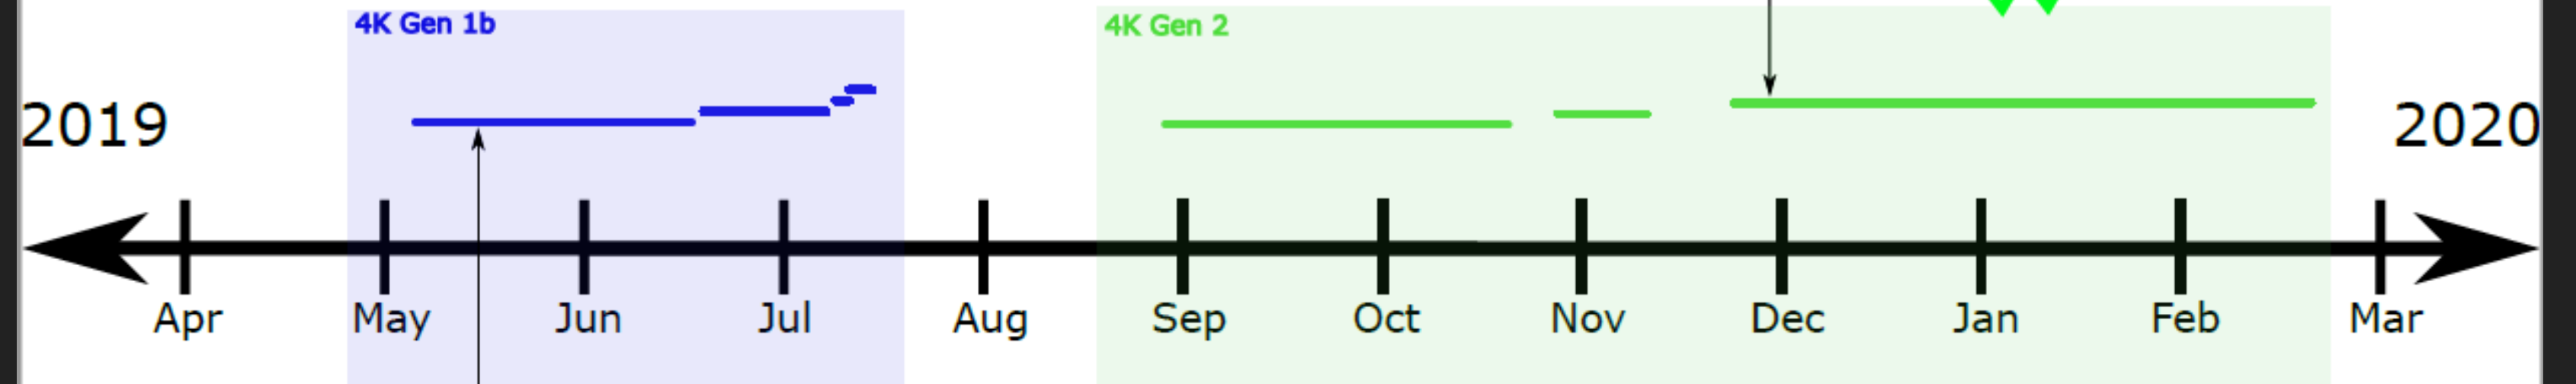 4K Gen 1b
4K Gen 2
2019
2020
Apr May Jun Jul Aug Sep Oct Nov Dec Jan Feb Mar